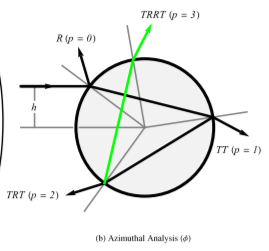 TRRT (p = 3)
R (p = 0)
h
TT (p = 1)
TRT (p = 2)
(b) Azimuthal Analysis (ϕ)